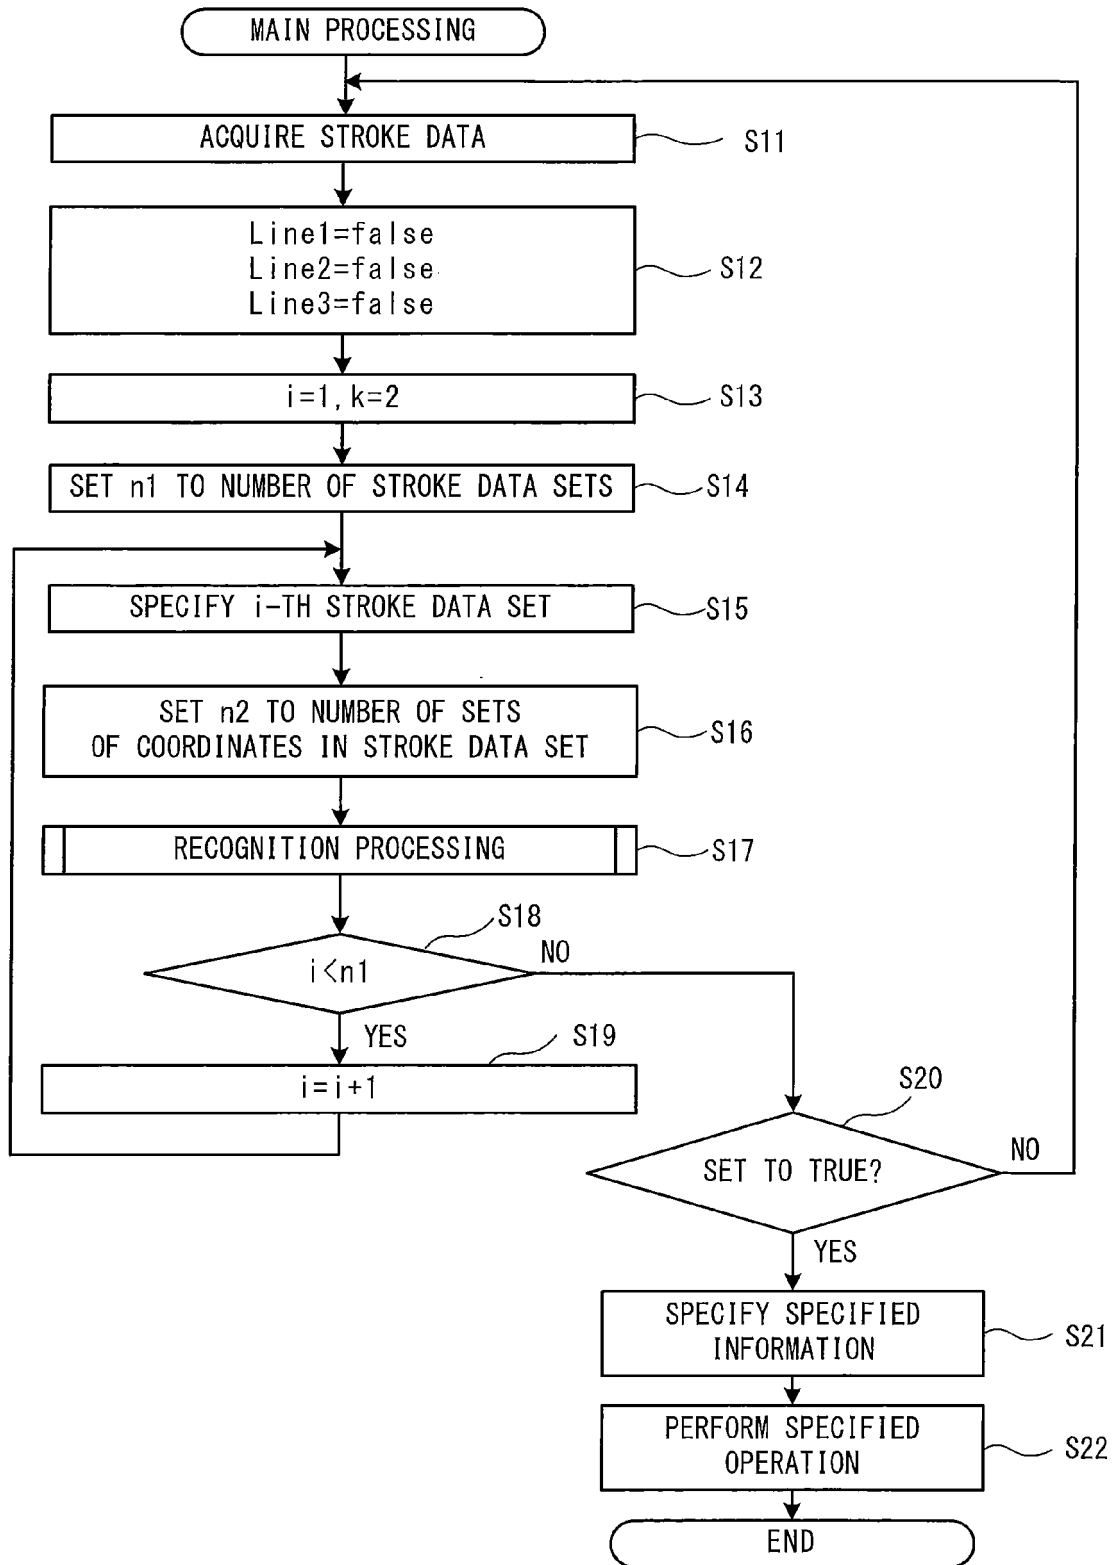 MAIN PROCESSING
ACQUIRE STROKE DATA
S11
Line1=false
Line2=false
Line3=false
S12
i=1, k=2
S13
SET n1 TO NUMBER OF STROKE DATA SETS
S14
SPECIFY i-TH STROKE DATA SET
S15
SET n2 TO NUMBER OF SETS
OF COORDINATES IN STROKE DATA SET
S16
RECOGNITION PROCESSING
S17
S18
i<n1
NO
YES
S19
i=i+1
S20
SET TO TRUE?
NO
YES
SPECIFY SPECIFIED
INFORMATION
S21
PERFORM SPECIFIED
OPERATION
S22
END